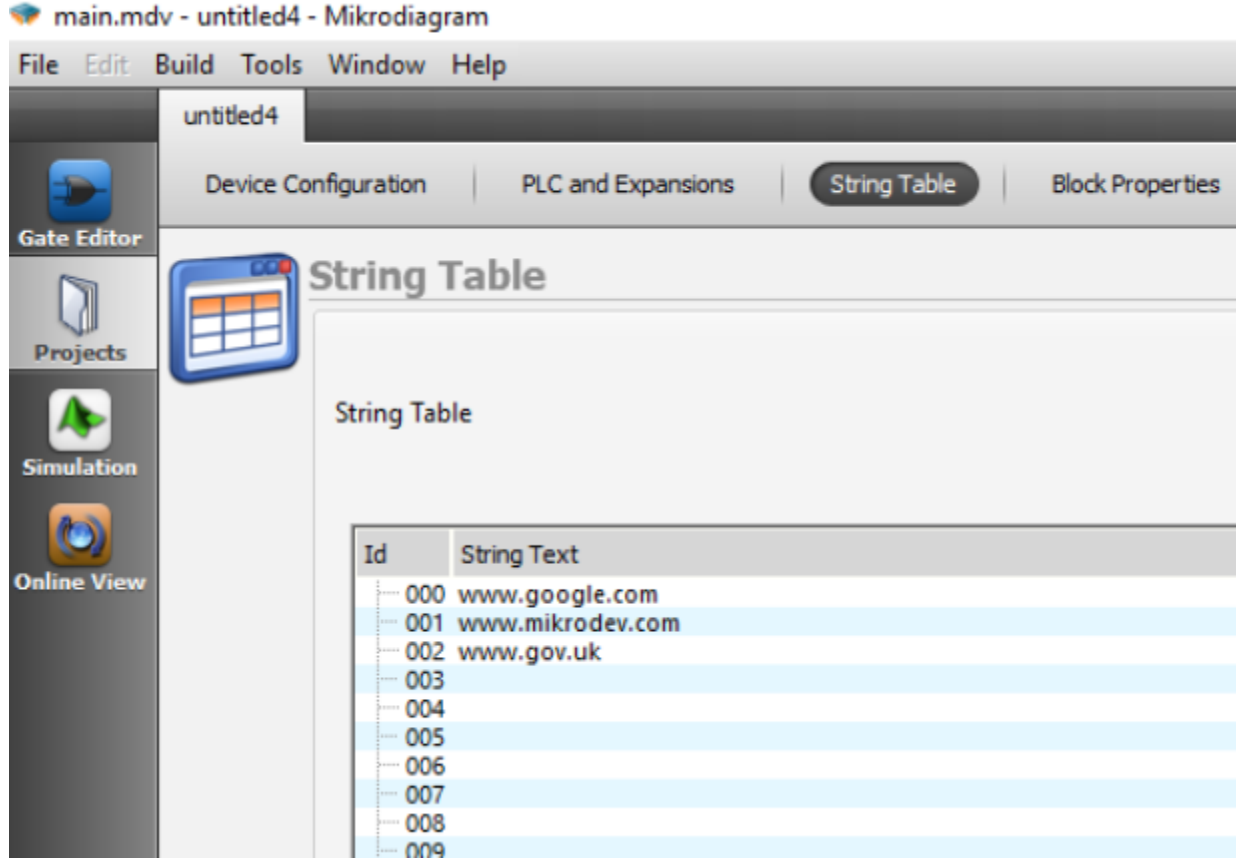 main.mdv - untitled4 - Mikrodiagram
File Edit Build Tools Window Help
untitled4
Device Configuration PLC and Expansions String Table Block Properties
Gate Editor
Projects
Simulation
Online View
String Table
String Table
Id String Text
000 www.google.com
001 www.mikrodev.com
002 www.gov.uk
003
004
005
006
007
008
009